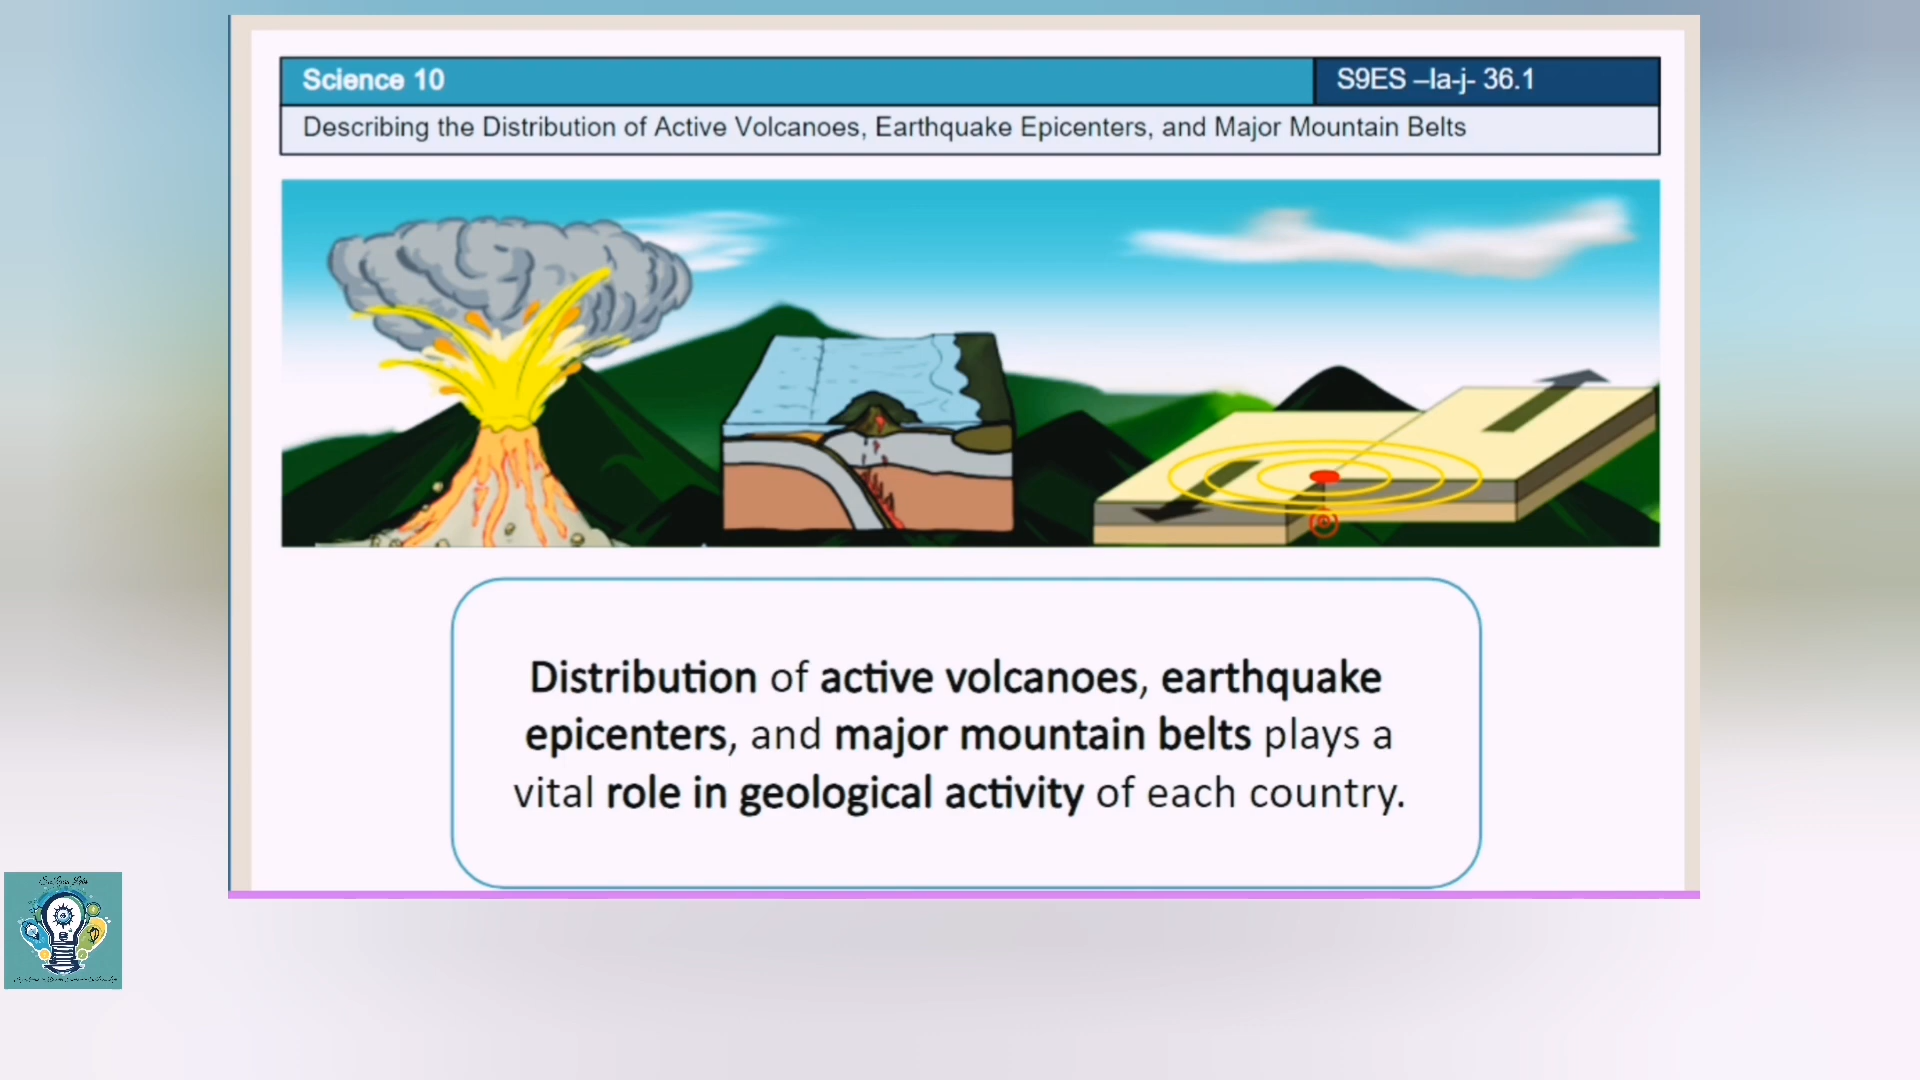 Science 10
S9ES –Ia-j- 36.1
Describing the Distribution of Active Volcanoes, Earthquake Epicenters, and Major Mountain Belts
Distribution of active volcanoes, earthquake
epicenters, and major mountain belts plays a
vital role in geological activity of each country.